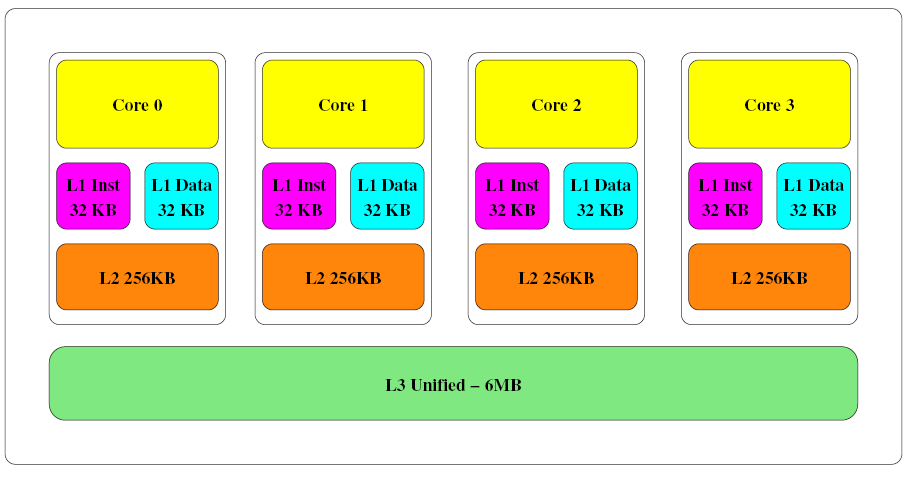 Core 0
Core 1
Core 2
Core 3
L1 Inst
32 KB
L1 Data
32 KB
L1 Inst
32 KB
L1 Data
32 KB
L1 Inst
32 KB
L1 Data
32 KB
L1 Inst
32 KB
L1 Data
32 KB
L2 256KB
L2 256KB
L2 256KB
L2 256KB
L3 Unified – 6MB